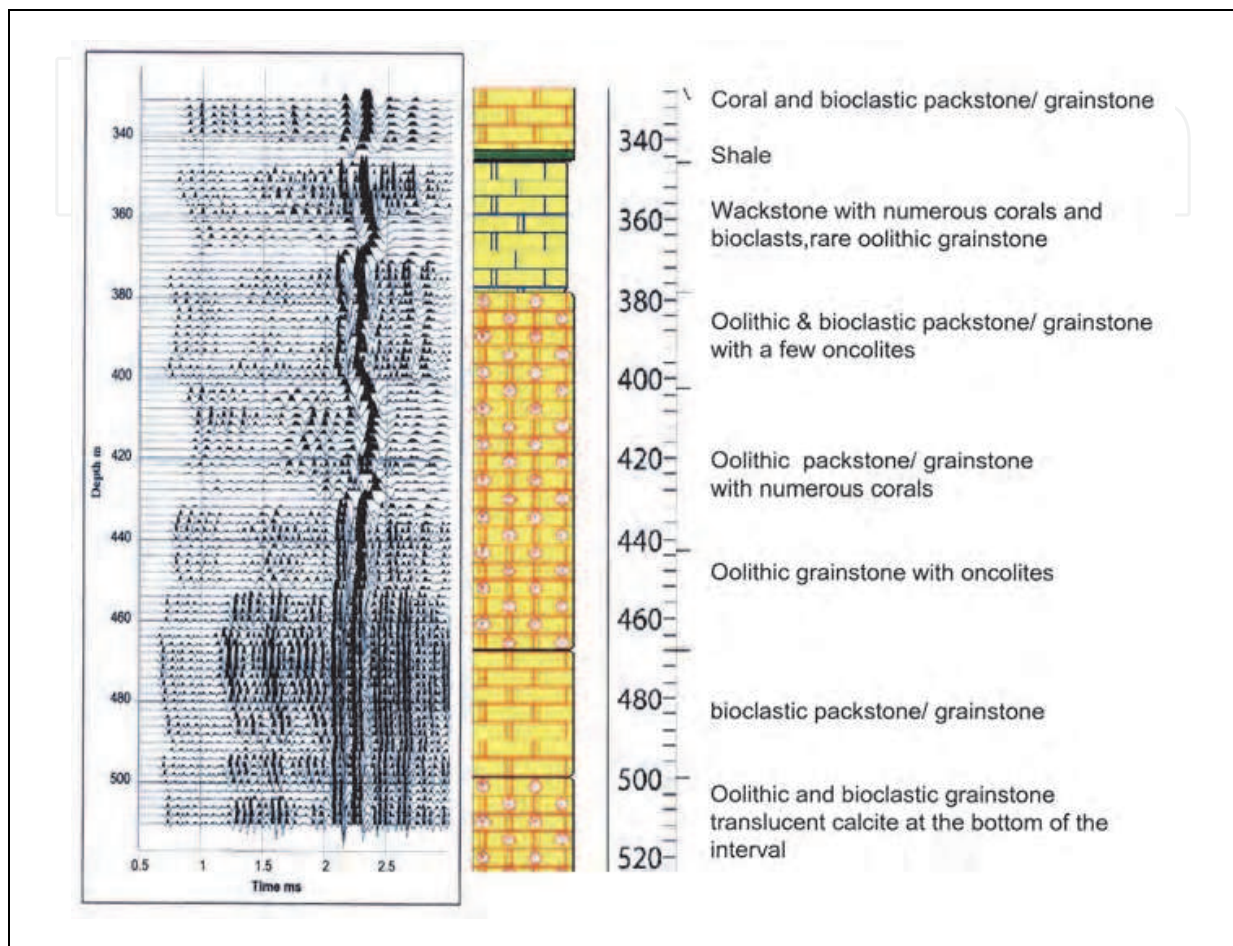 Depth m
340
360
380
400
420
440
460
480
500
0.5 1 1.5 2 2.5
Time ms
340
360
380
400
420
440
460
480
500
520
Coral and bioclastic packstone/ grainstone
Shale
Wackstone with numerous corals and
bioclasts,rare oolithic grainstone
Oolithic & bioclastic packstone/ grainstone
with a few oncolites
Oolithic packstone/ grainstone
with numerous corals
Oolithic grainstone with oncolites
bioclastic packstone/ grainstone
Oolithic and bioclastic grainstone
translucent calcite at the bottom of the
interval